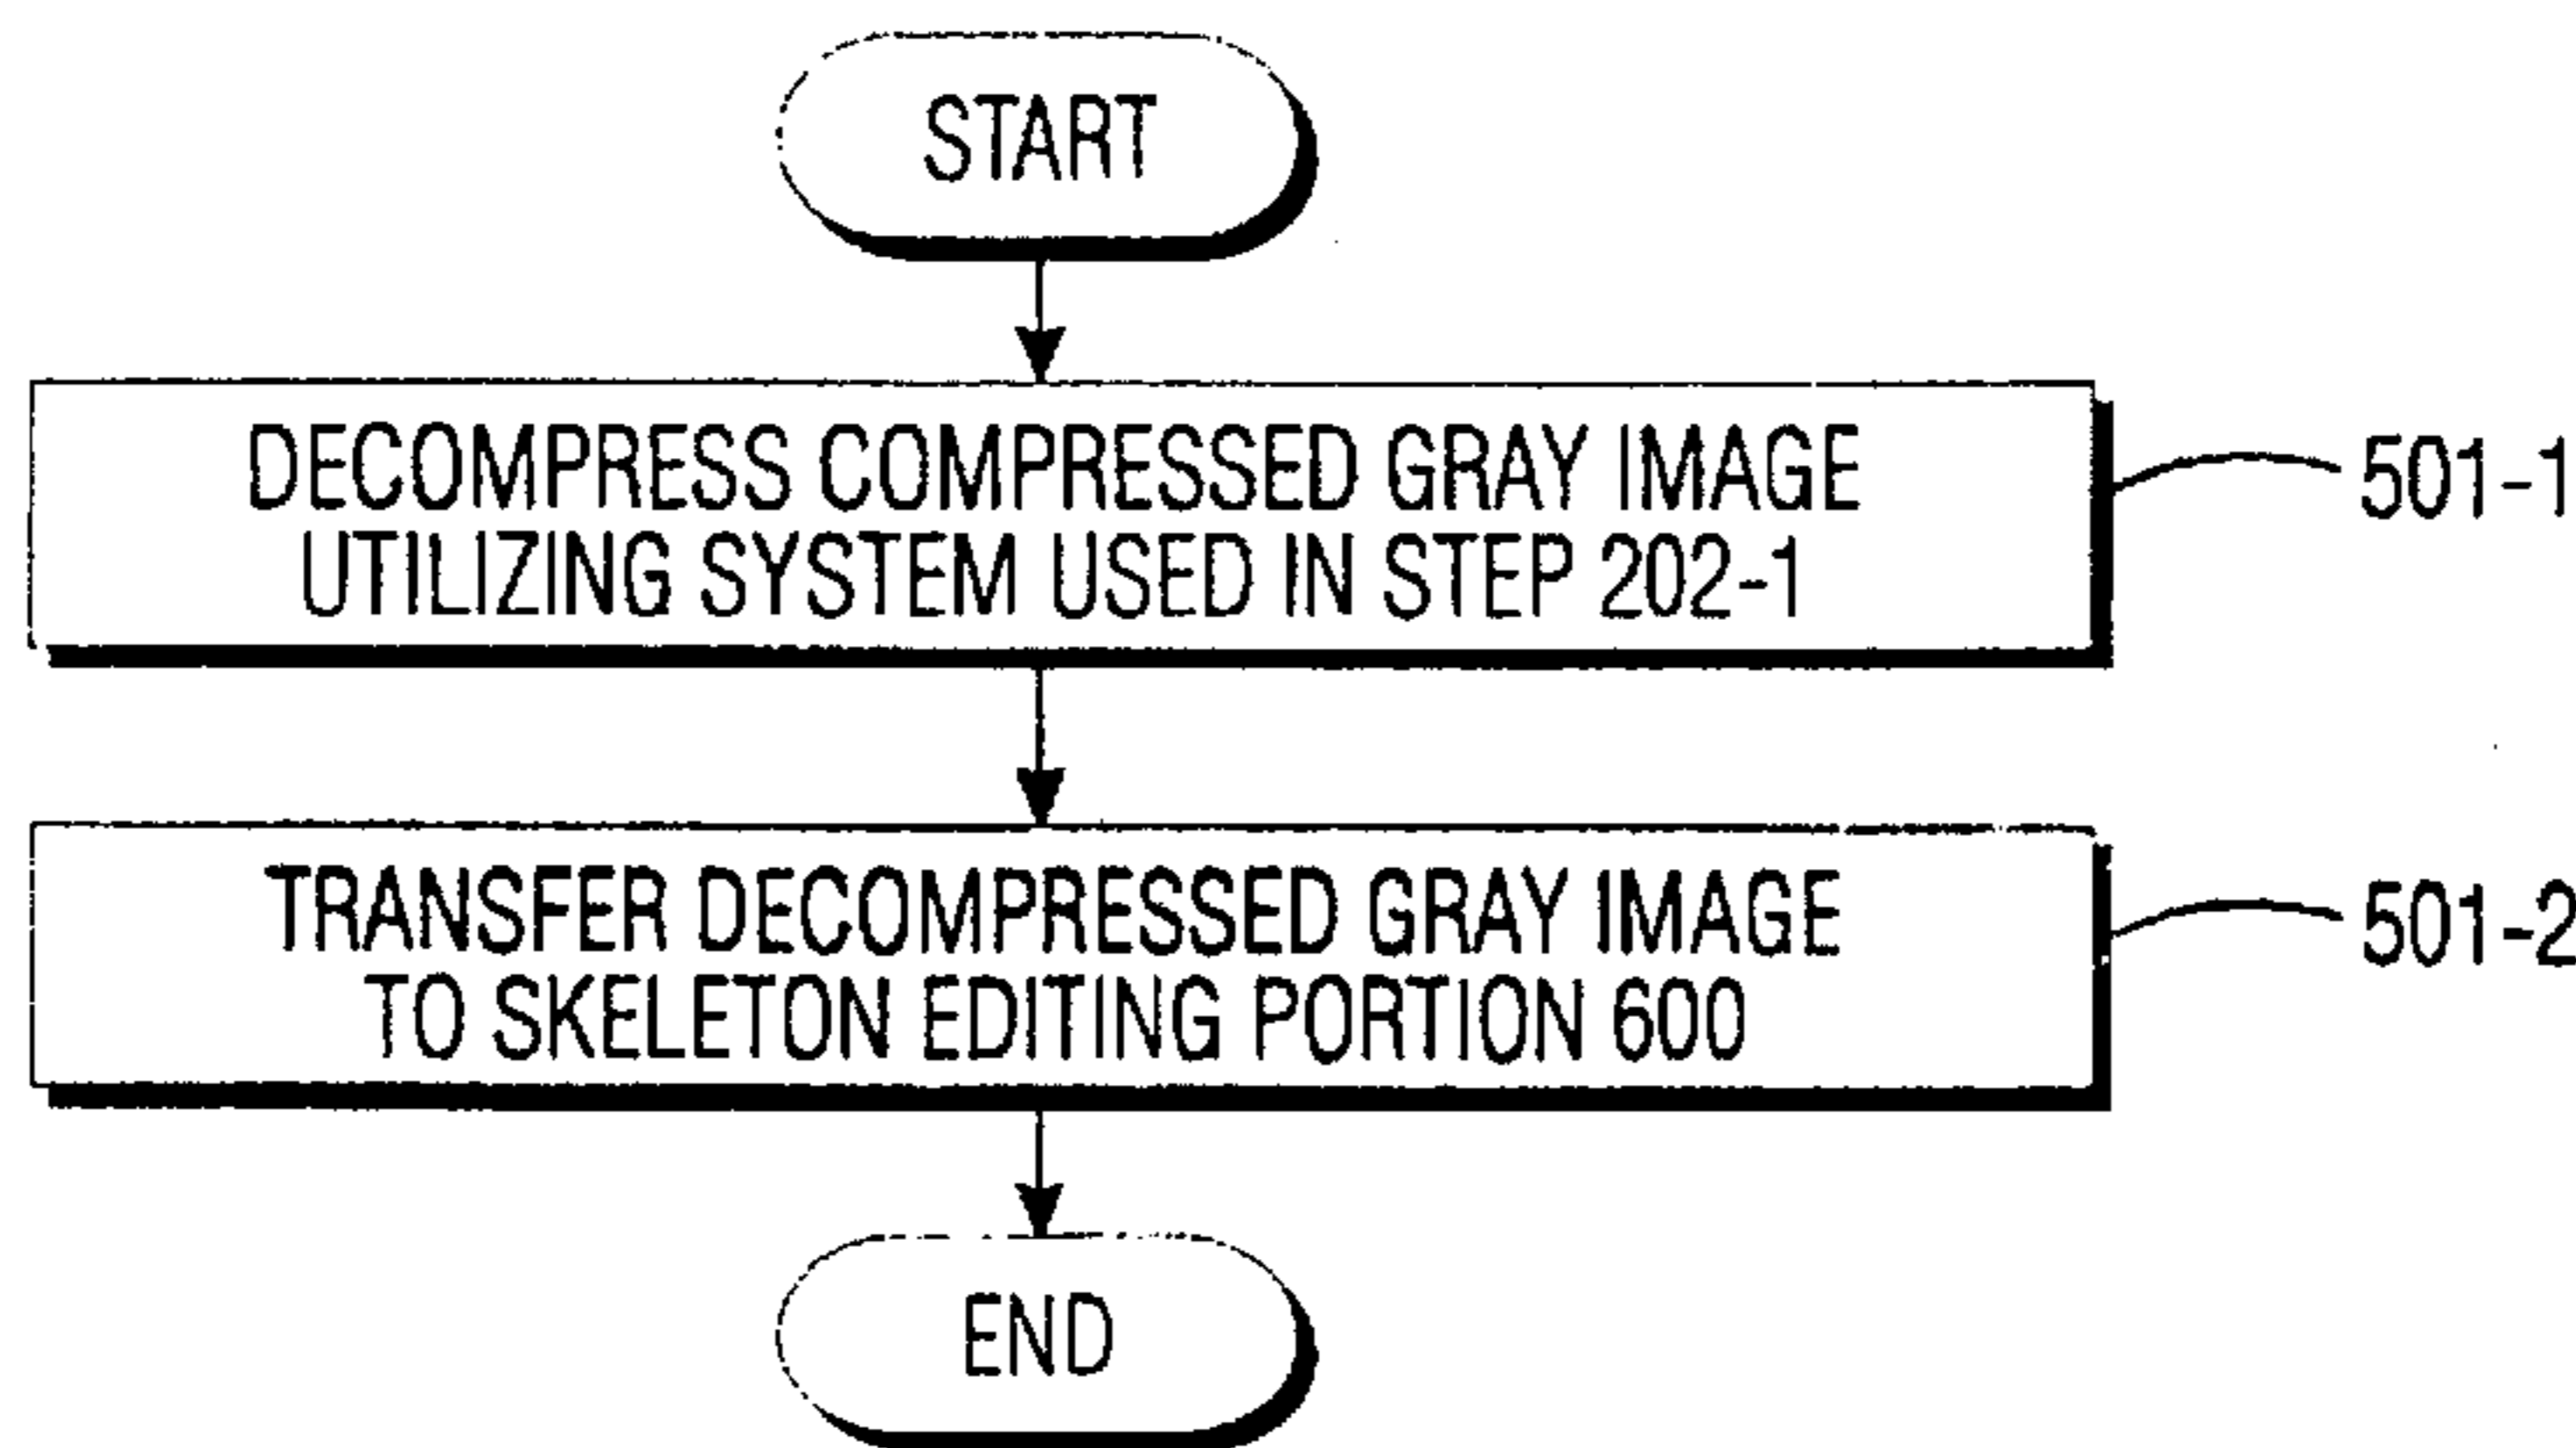 START
DECOMPRESS COMPRESSED GRAY IMAGE
UTILIZING SYSTEM USED IN STEP 202-1
501-1
TRANSFER DECOMPRESSED GRAY IMAGE
TO SKELETON EDITING PORTION 600
501-2
END